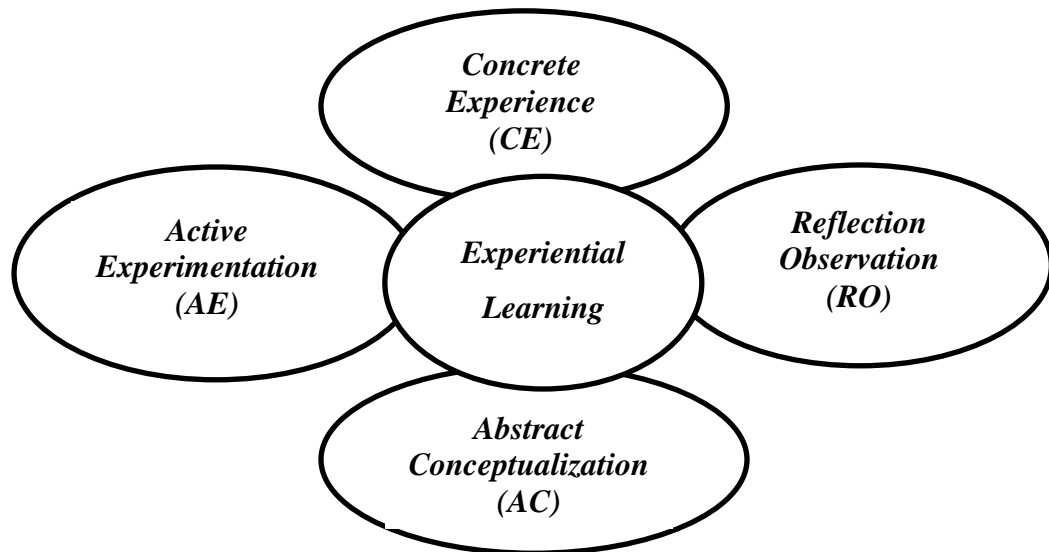 Concrete
Experience
(CE)
Active
Experimentation
(AE)
Experiential
Learning
Reflection
Observation
(RO)
Abstract
Conceptualization
(AC)